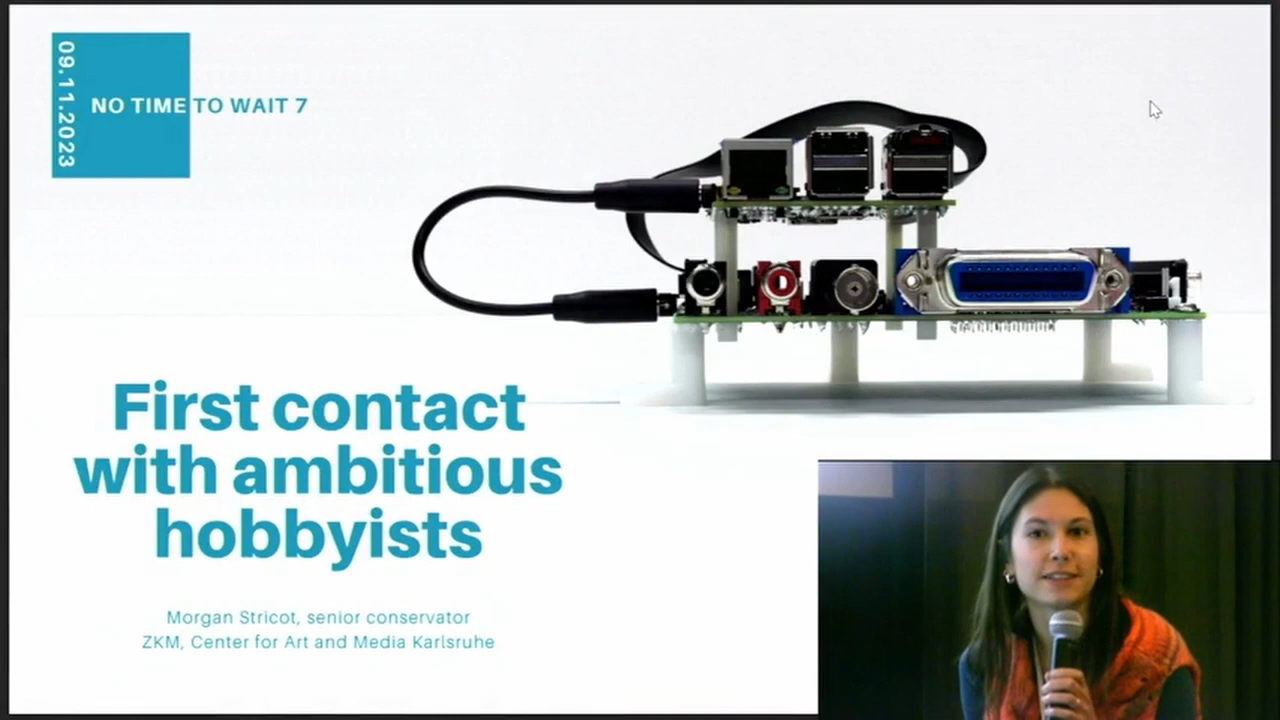 09.11.2023
NO TIME TO WAIT 7
First contact
with ambitious
hobbyists
Morgan Stricot, senior conservator
ZKM, Center for Art and Media Karlsruhe